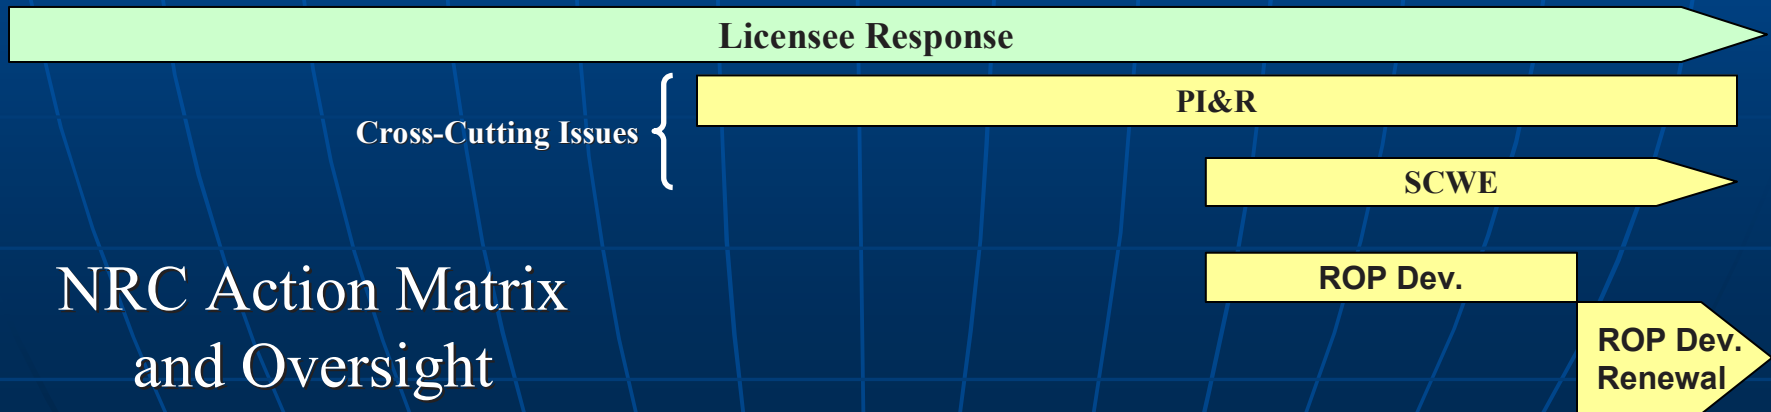 Licensee Response
PI&R
Cross-Cutting Issues
SCWE
ROP Dev.
NRC Action Matrix
and Oversight
ROP Dev.
Renewal